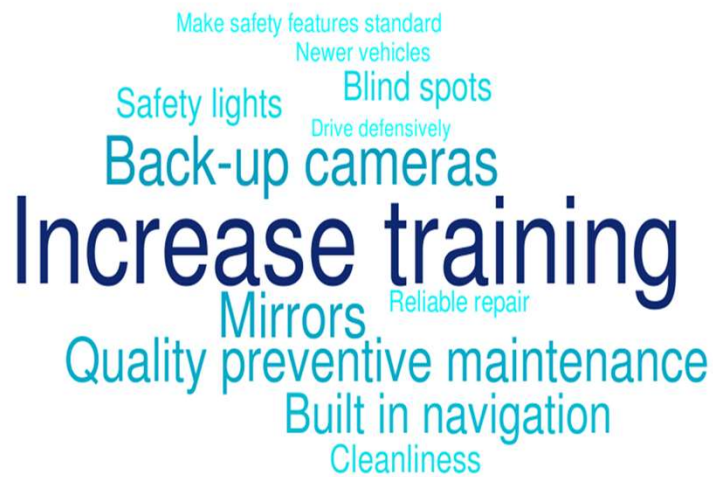 Make safety features standard
Newer vehicles
Blind spots
Safety lights
Drive defensively
Back-up cameras
Increase training
Reliable repair
Mirrors
Quality preventive maintenance
Built in navigation
Cleanliness